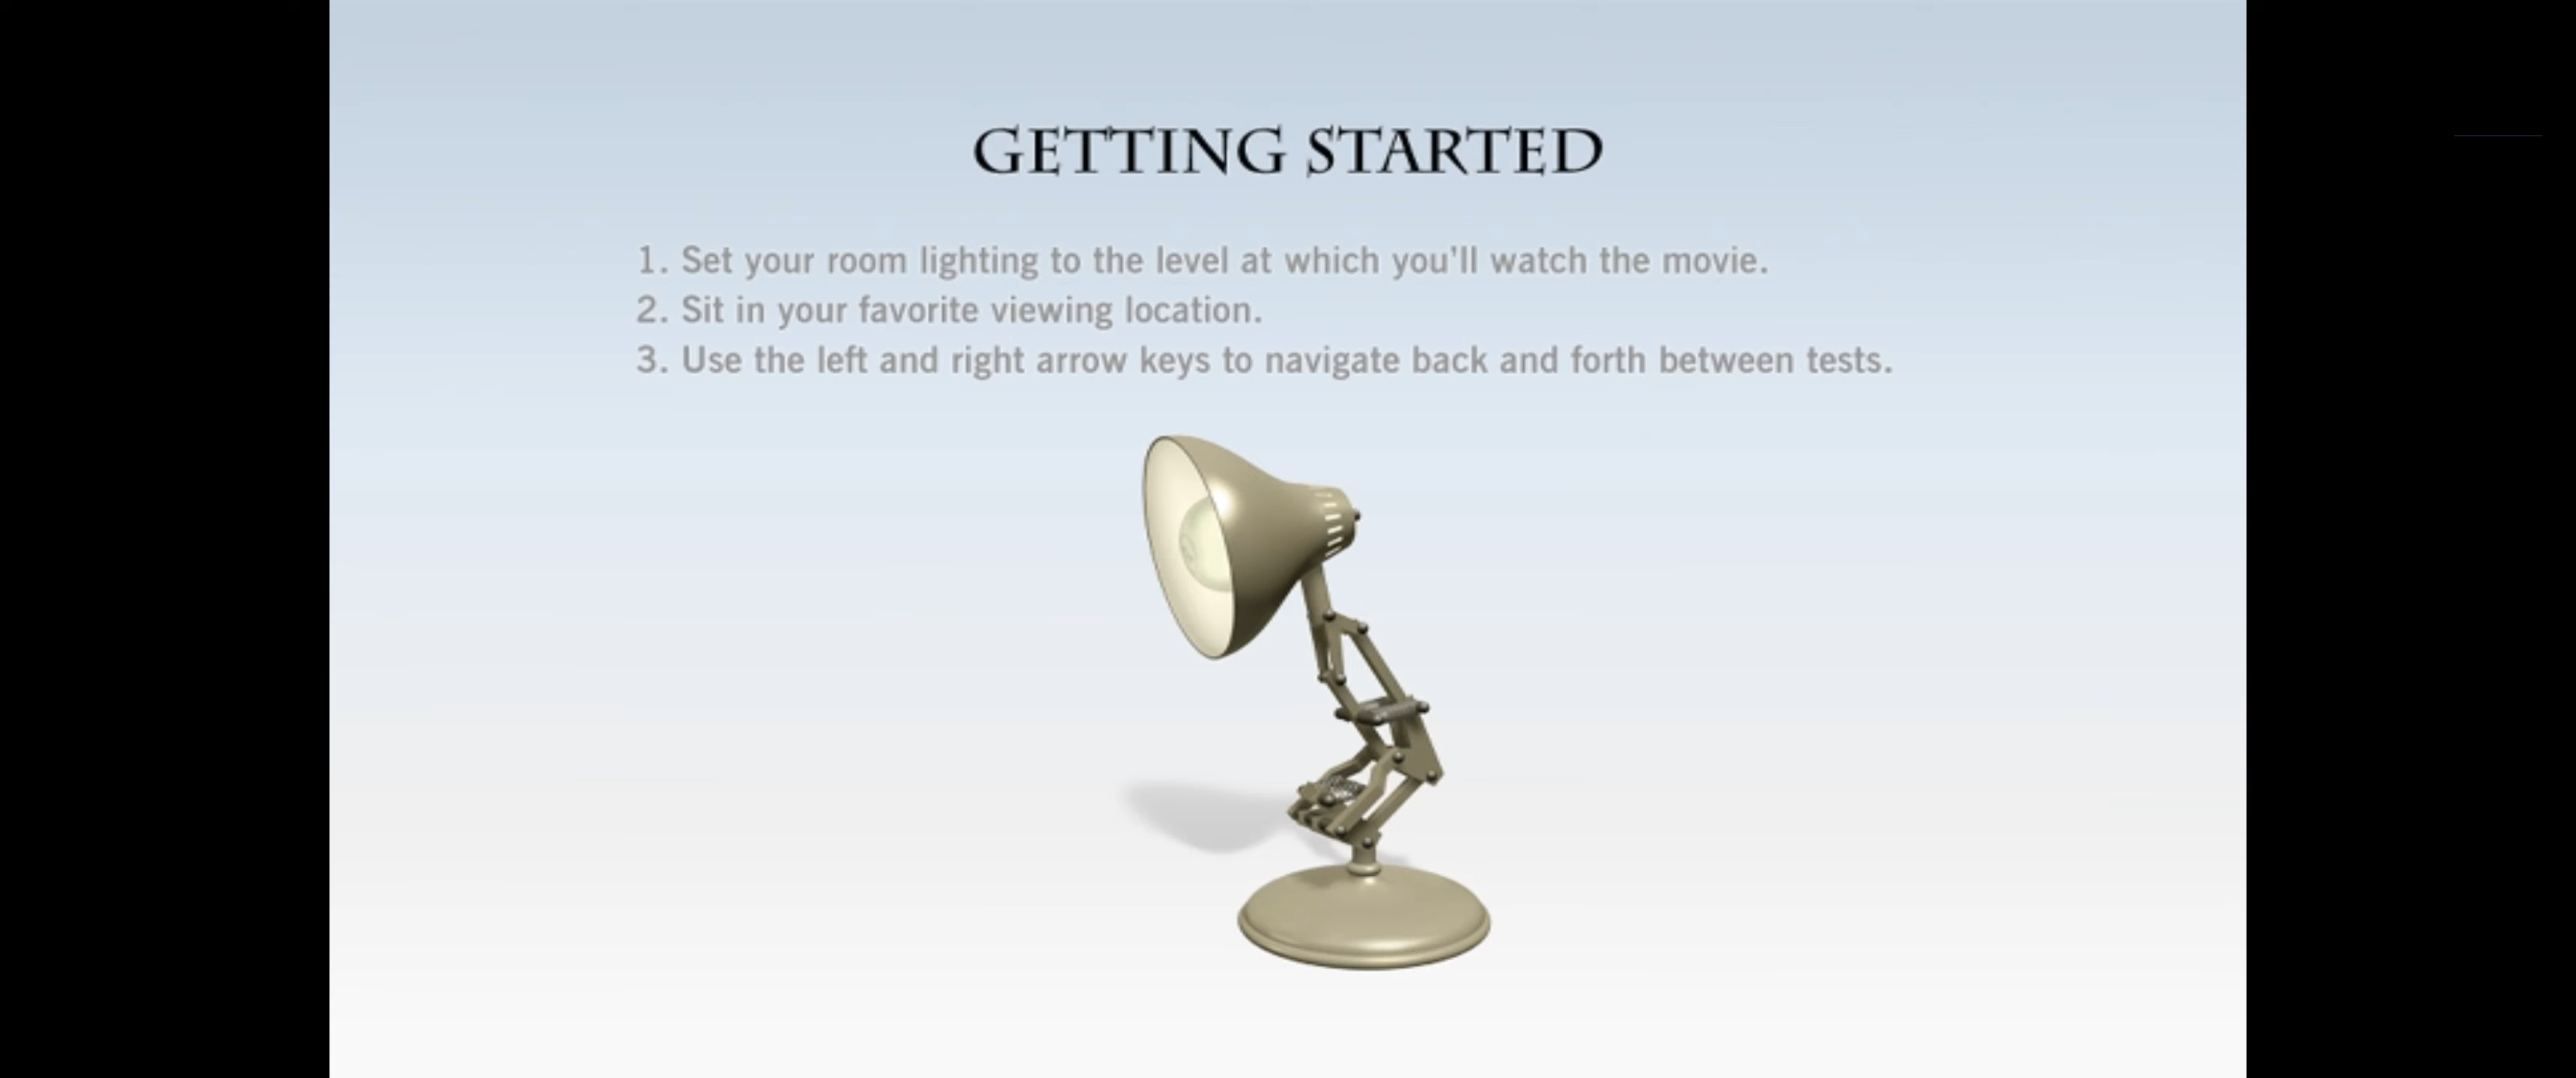 GETTING STARTED
1. Set your room lighting to the level at which you'll watch the movie.
2. Sit in your favorite viewing location.
3. Use the left and right arrow keys to navigate back and forth between tests.